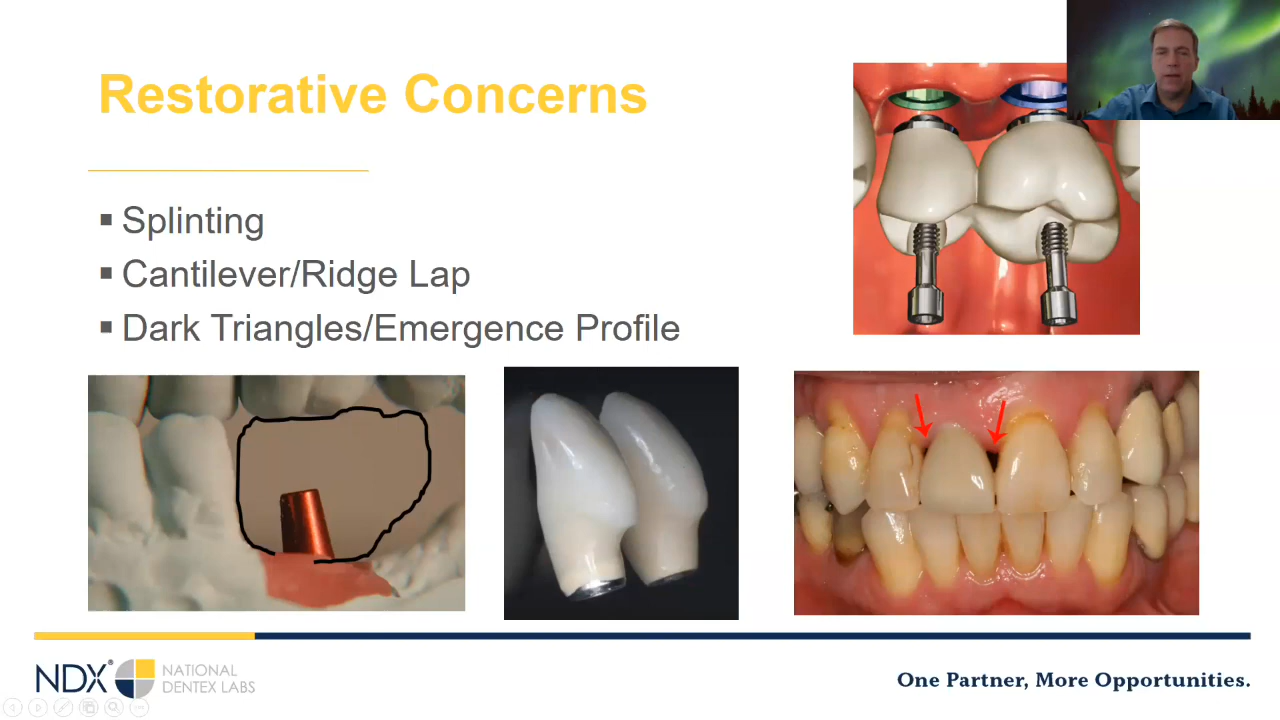 Restorative Concerns
▪ Splinting
▪ Cantilever/Ridge Lap
▪ Dark Triangles/Emergence Profile
NDX®
NATIONAL
DENTEX LABS
One Partner, More Opportunities.